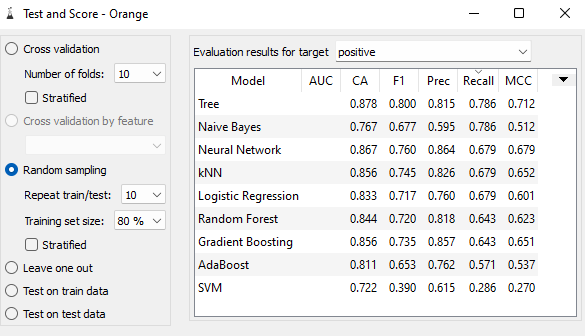 Test and Score - Orange
Cross validation
Number of folds: 10
Stratified
Cross validation by feature
Random sampling
Repeat train/test: 10
Training set size: 80 %
Stratified
Leave one out
Test on train data
Test on test data
Evaluation results for target positive
Model AUC CA F1 Prec Recall MCC
Tree 0.878 0.800 0.815 0.786 0.712
Naive Bayes 0.767 0.677 0.595 0.786 0.512
Neural Network 0.867 0.760 0.864 0.679 0.679
kNN 0.856 0.745 0.826 0.679 0.652
Logistic Regression 0.833 0.717 0.760 0.679 0.601
Random Forest 0.844 0.720 0.818 0.643 0.623
Gradient Boosting 0.856 0.735 0.857 0.643 0.651
AdaBoost 0.811 0.653 0.762 0.571 0.537
SVM 0.722 0.390 0.615 0.286 0.270